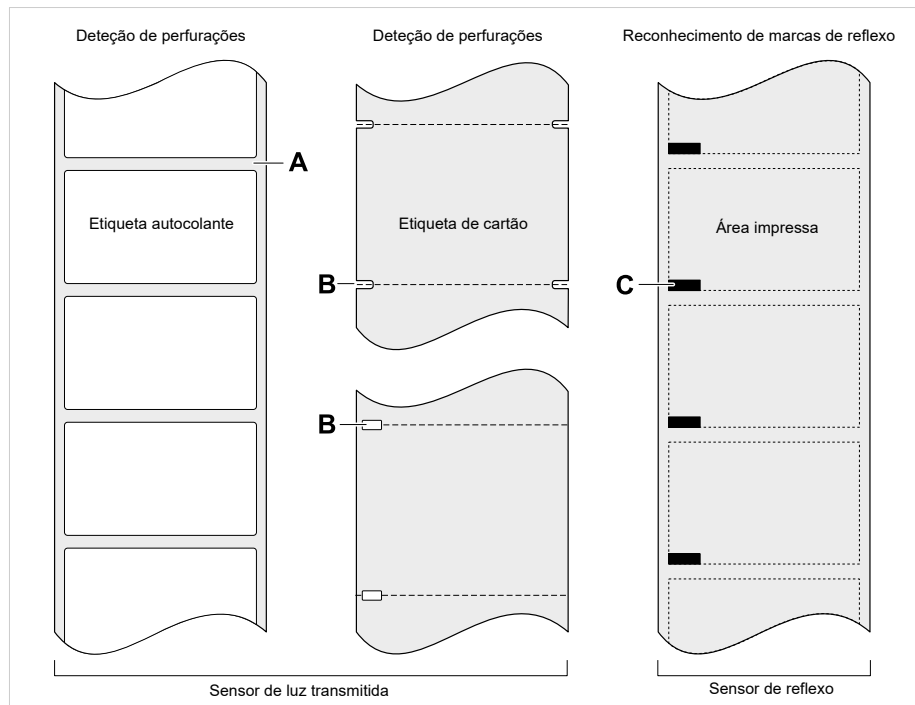 Deteção de perfurações
Deteção de perfurações
Reconhecimento de marcas de reflexo
A
Etiqueta autocolante
Etiqueta de cartão
Área impressa
B
C
B
Sensor de luz transmitida
Sensor de reflexo